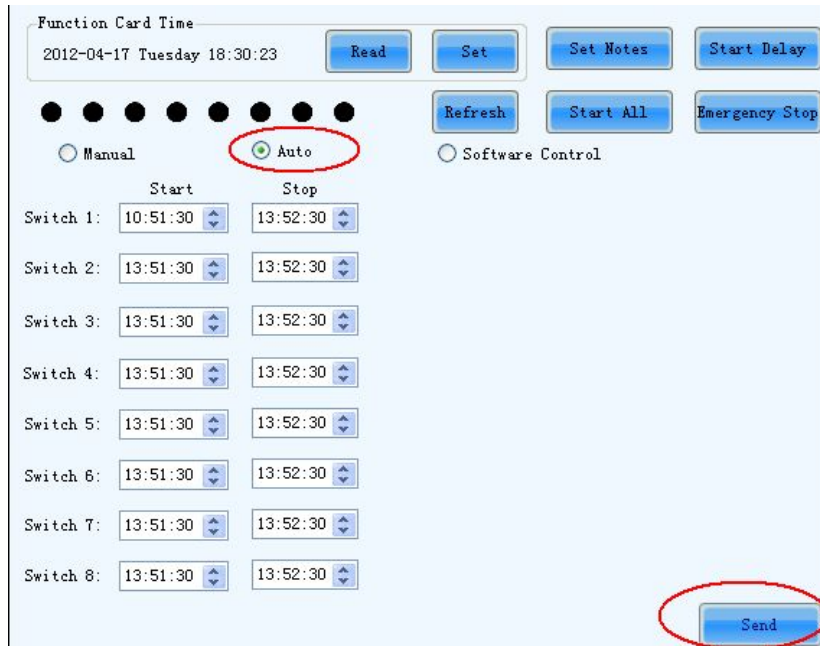 Function Card Time
2012-04-17 Tuesday 18:30:23 Read Set Set Notes Start Delay
Refresh Start All Emergency Stop
Manual Auto Software Control
Start Stop
Switch 1: 10:51:30 13:52:30
Switch 2: 13:51:30 13:52:30
Switch 3: 13:51:30 13:52:30
Switch 4: 13:51:30 13:52:30
Switch 5: 13:51:30 13:52:30
Switch 6: 13:51:30 13:52:30
Switch 7: 13:51:30 13:52:30
Switch 8: 13:51:30 13:52:30
Send